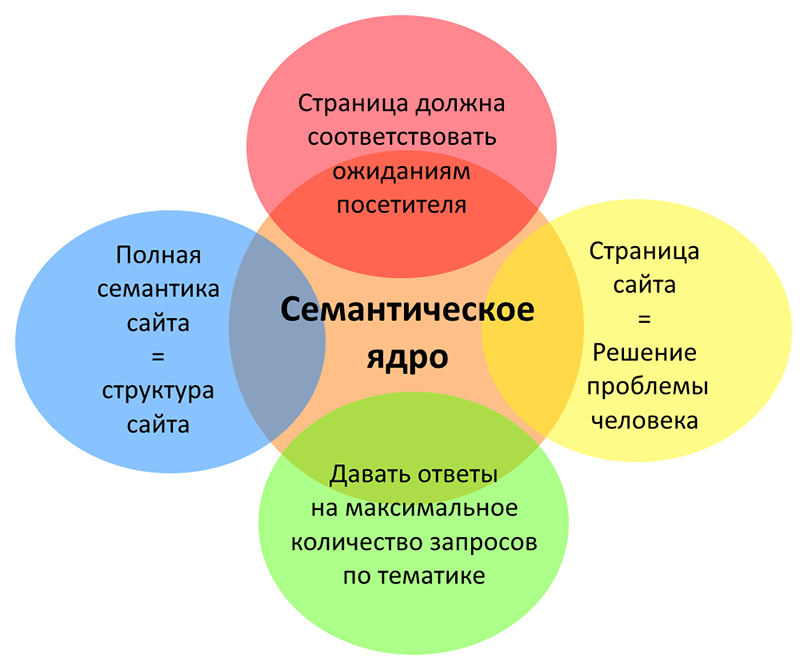 Страница должна
соответствовать
ожиданиям
посетителя
Полная
семантика
сайта
=
структура
сайта
Семантическое
ядро
Страница
сайта
=
Решение
проблемы
человека
Давать ответы
на максимальное
количество запросов
по тематике